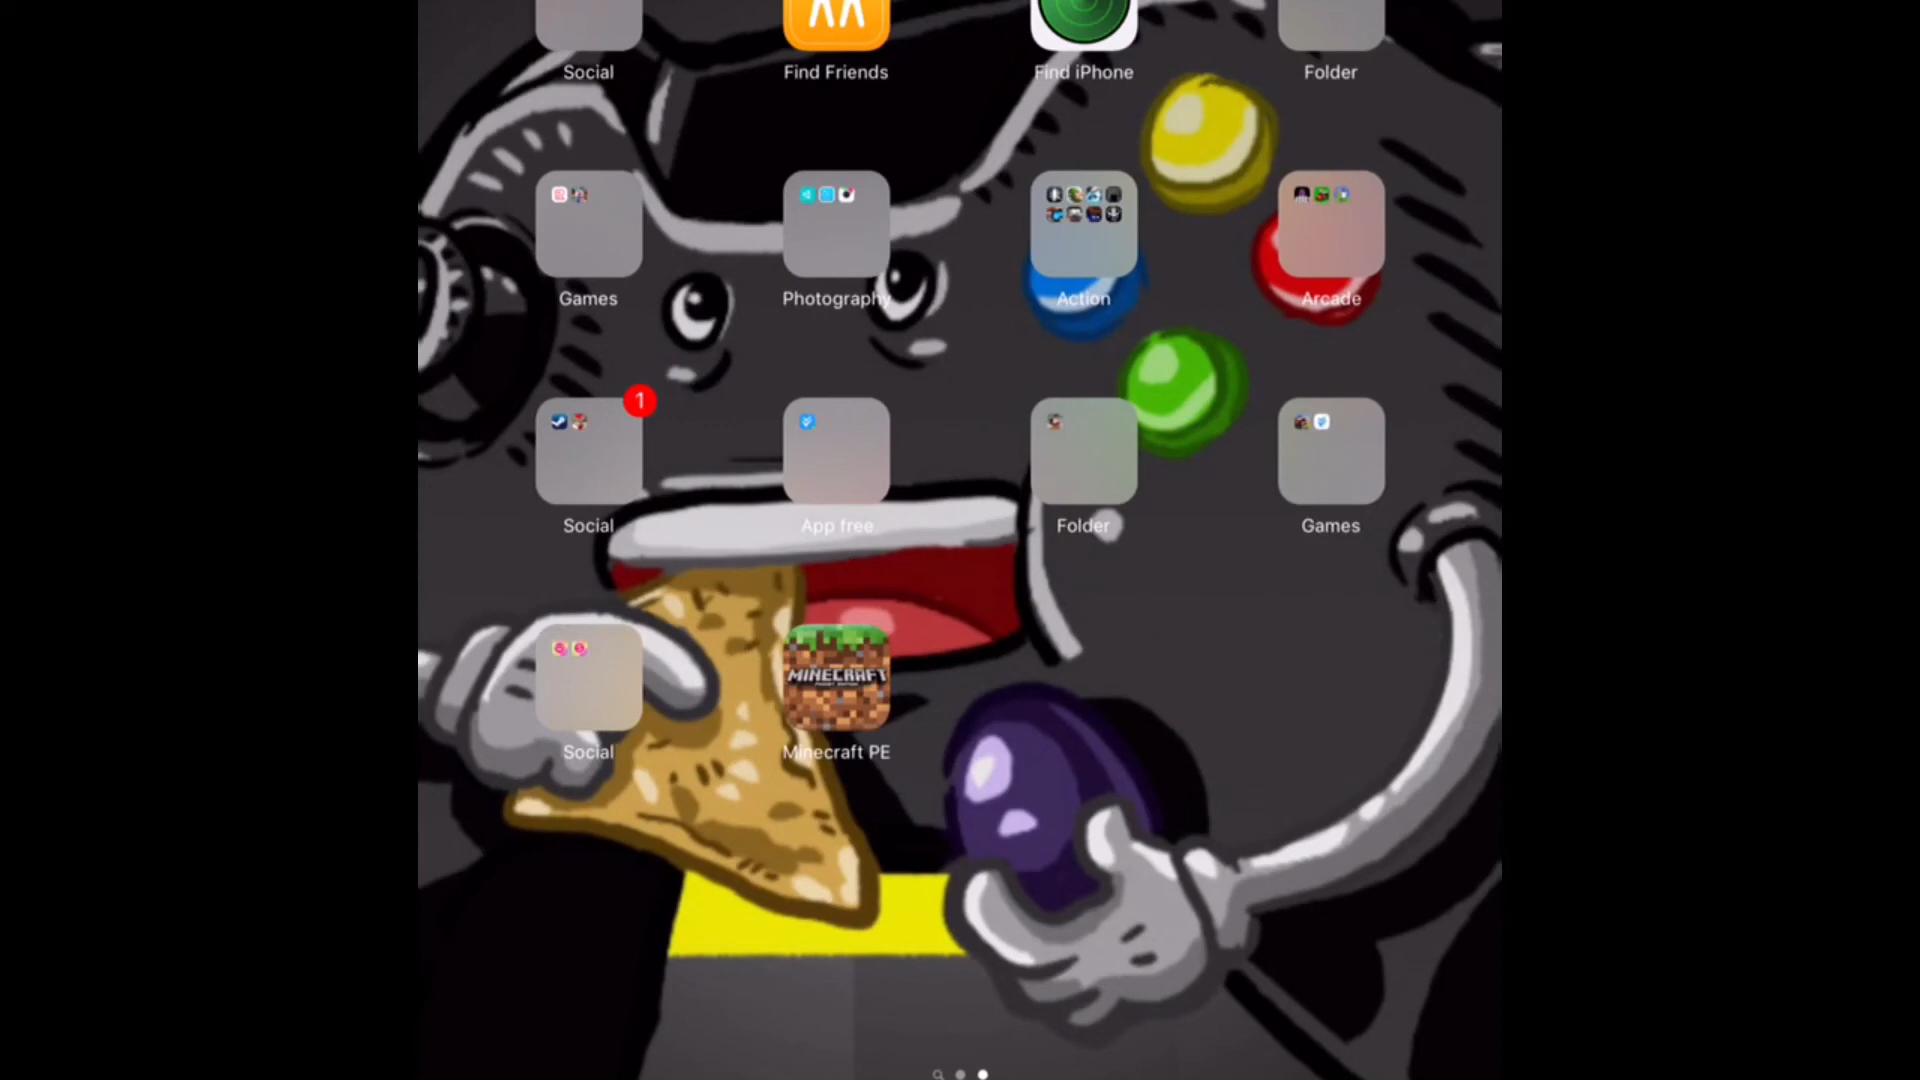 Social Find Friends Find iPhone Folder
Games Photography Action Arcade
1
Social App free Folder Games
MINECRAFT
Social Minecraft PE